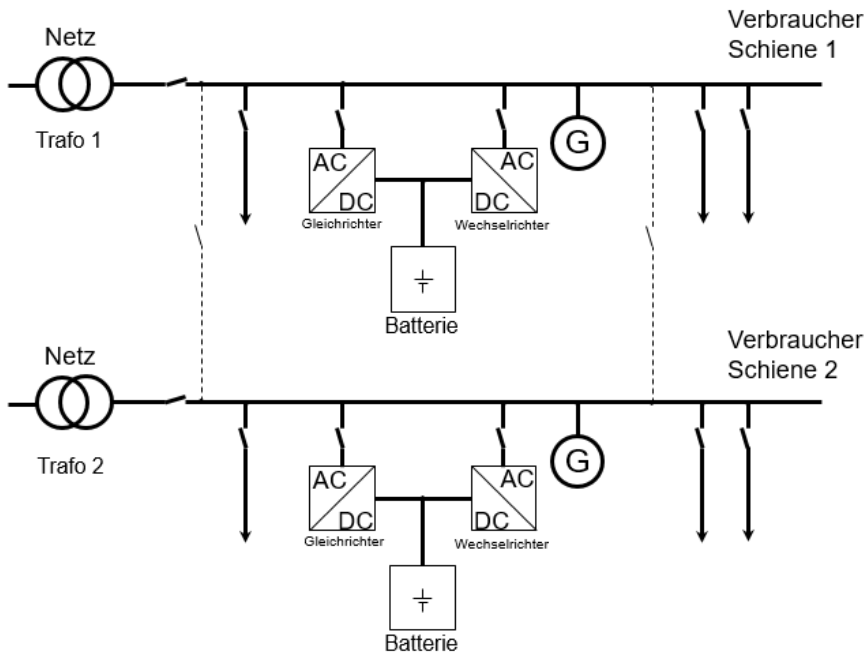 Netz
Verbraucher
Schiene 1
Trafo 1
G
AC
DC
AC
DC
Gleichrichter
Wechselrichter
Batterie
Netz
Verbraucher
Schiene 2
Trafo 2
G
AC
DC
AC
DC
Gleichrichter
Wechselrichter
Batterie